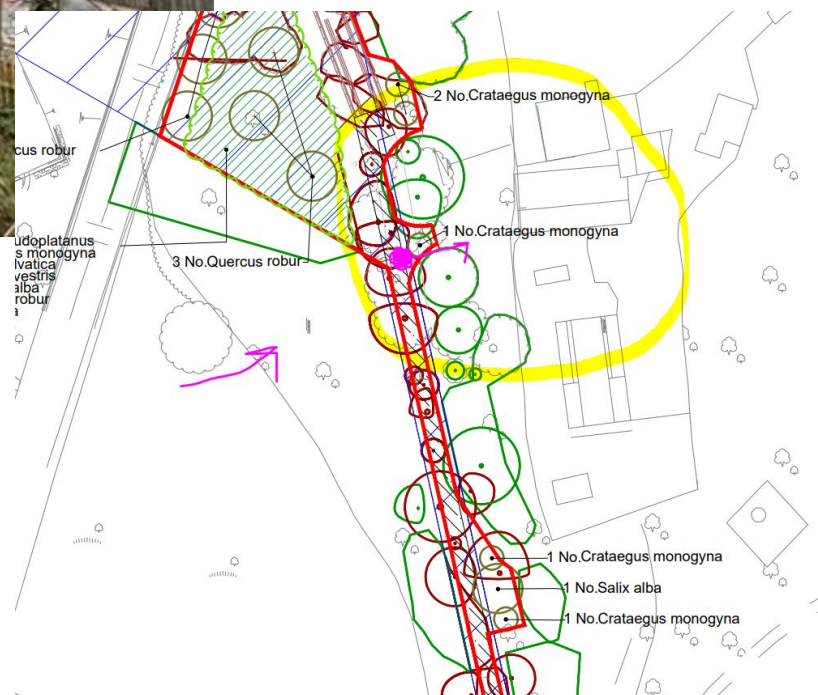 2 No.Crataegus monogyna
cus robur
1 No.Crataegus monogyna
udoplatanus
s monogyna
lvatica
vestris
alba
robur
a
3 No.Quercus robur
1 No.Crataegus monogyna
1 No.Salix alba
1 No.Crataegus monogyna